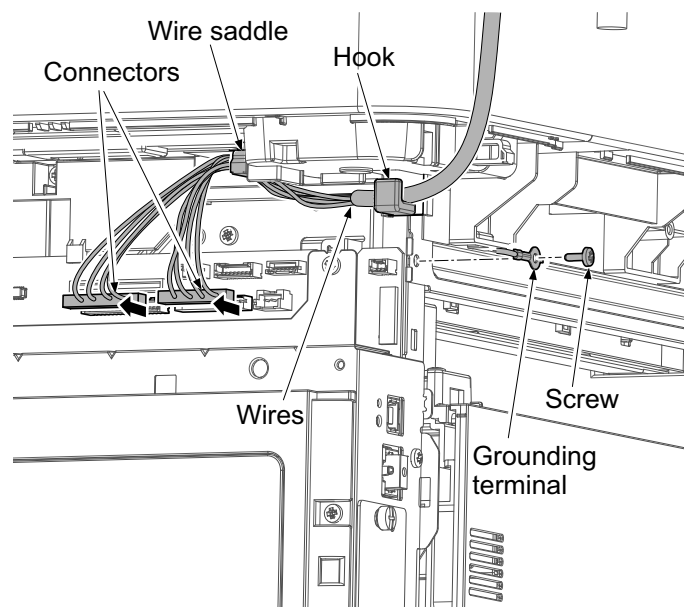 Wire saddle
Hook
Connectors
Wires
Screw
Grounding
terminal